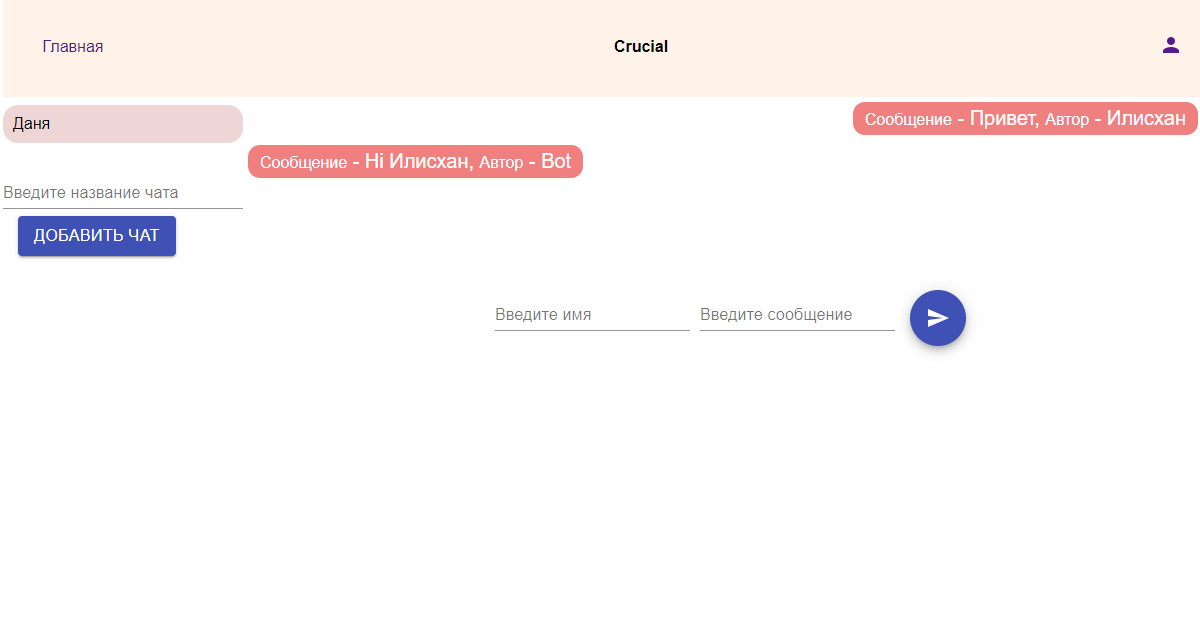 Главная
Crucial
Даня
Сообщение - Привет, Автор - Илисхан
Сообщение - Hi Илисхан, Автор - Bot
Введите название чата
ДОБАВИТЬ ЧАТ
Введите имя
Введите сообщение